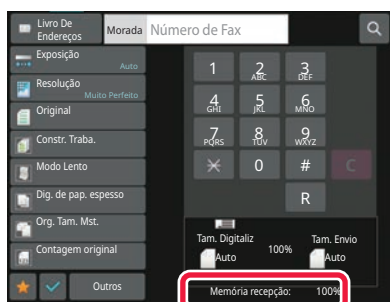 Livro De
Endereços
Morada
Número de Fax
Exposição
Auto
Resolução
Muito Perfeito
Original
Constr. Traba.
Modo Lento
Dig. de pap. espesso
Org. Tam. Mst.
Contagem original
Outros
1
2
ABC
3
DEF
4
GHI
5
JKL
6
MNO
7
PQRS
8
TUV
9
WXYZ
0
#
C
R
Tam. Digitaliz
100%
Tam. Envio
Auto
Auto
Memória recepção: 100%